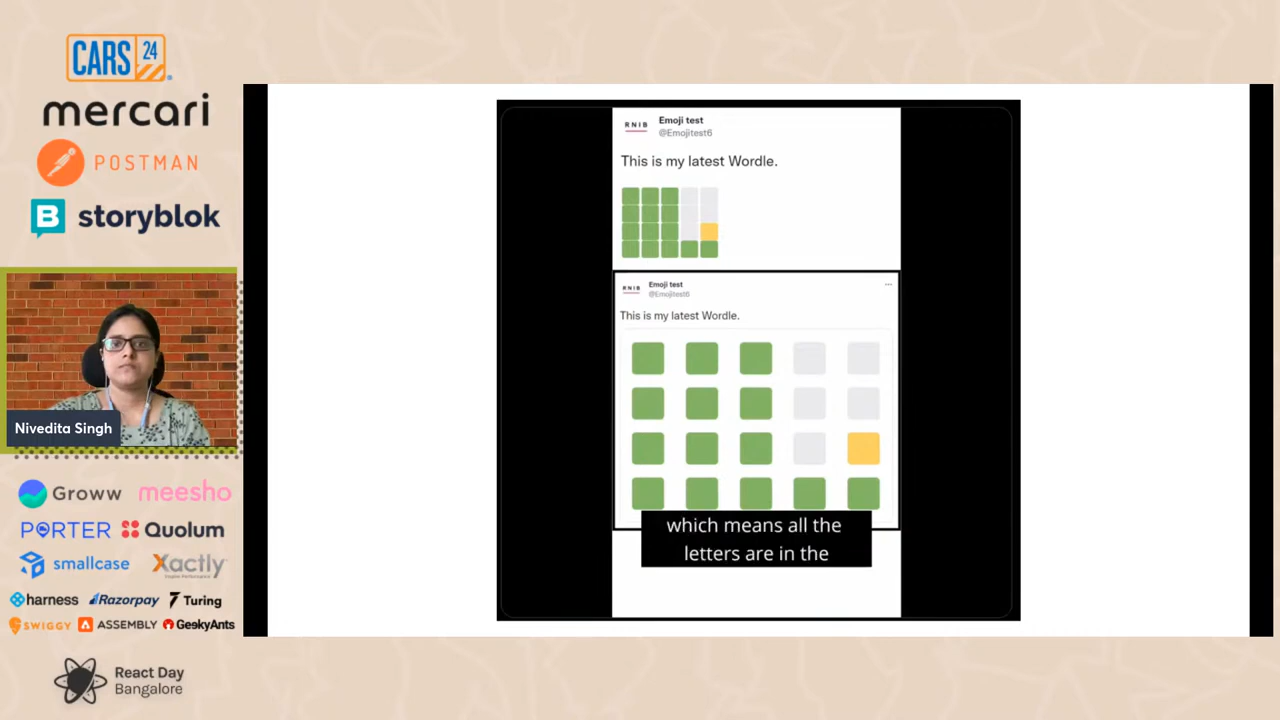 CARS 24
mercari
POSTMAN
B storyblok
Nivedita Singh
Groww meesho
PORTER Quolum
smallcase Xactly
harness Razorpay Turing
SWIGGY ASSEMBLY GeekyAnts
React Day
Bangalore
RNIB Emoji test
@Emojitest6
This is my latest Wordle.
RNIB Emoji test
@Emojitest6
This is my latest Wordle.
which means all the
letters are in the